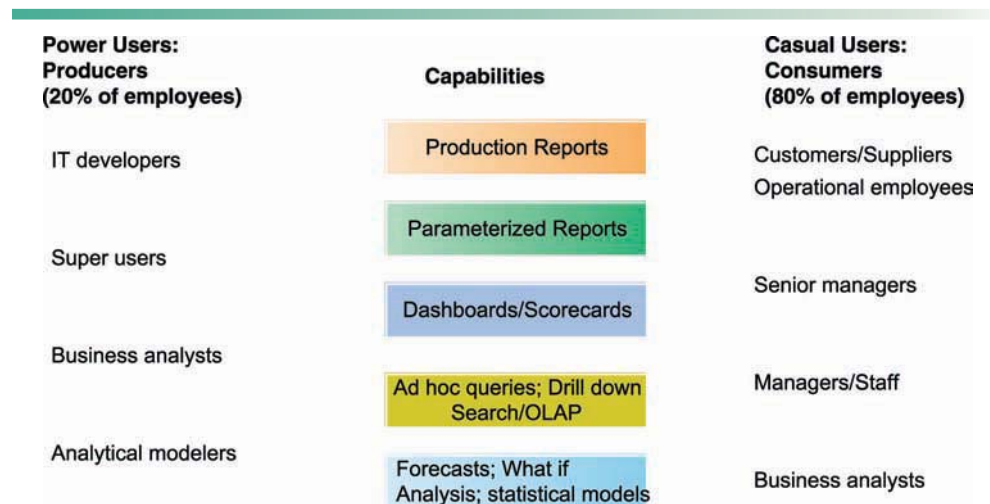 Power Users:
Producers
(20% of employees)
IT developers
Super users
Business analysts
Analytical modelers
Capabilities
Production Reports
Parameterized Reports
Dashboards/Scorecards
Ad hoc queries; Drill down
Search/OLAP
Forecasts; What if
Analysis; statistical models
Casual Users:
Consumers
(80% of employees)
Customers/Suppliers
Operational employees
Senior managers
Managers/Staff
Business analysts